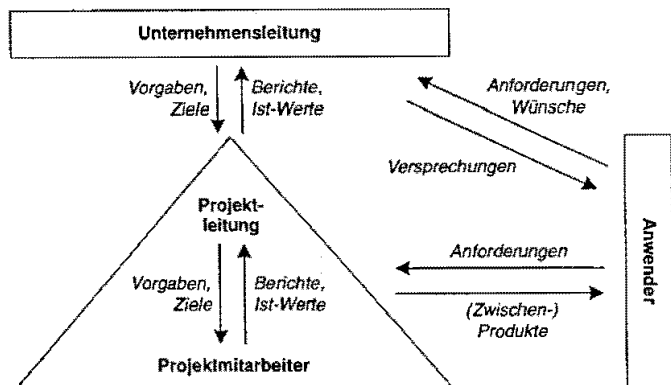 Unternehmensleitung
Vorgaben,
Ziele
Berichte,
Ist-Werte
Anforderungen,
Wünsche
Versprechungen
Projekt-
leitung
Anforderungen
Vorgaben,
Ziele
Berichte,
Ist-Werte
(Zwischen-)
Produkte
Projektmitarbeiter
Anwender